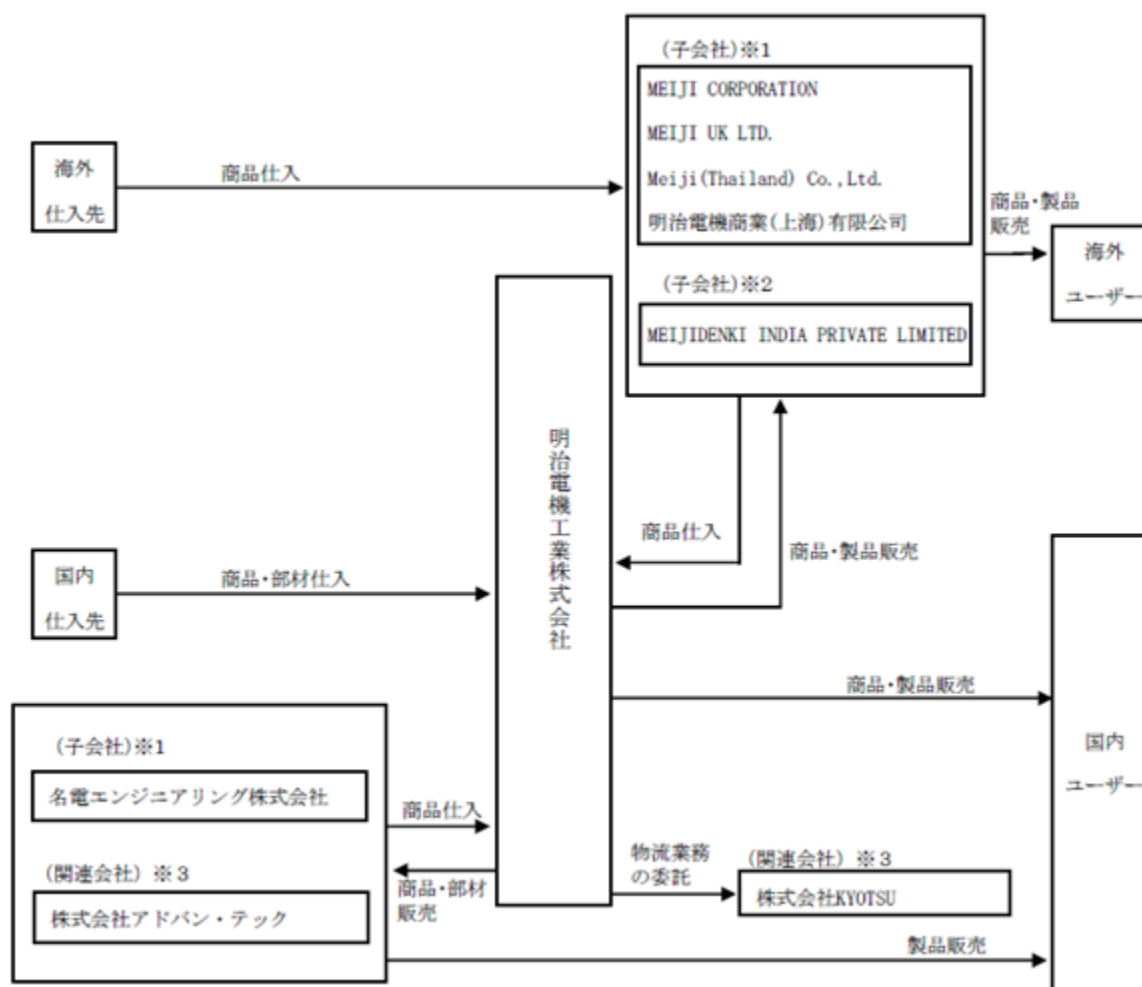 (子会社)※1
MEIJI CORPORATION
MEIJI UK LTD.
Meiji(Thailand) Co.,Ltd.
明治電機商業(上海)有限公司
(子会社)※2
MEIJIDENKI INDIA PRIVATE LIMITED
海外
仕入先
商品仕入
商品・製品
販売
海外
ユーザー
明治電機工業株式会社
商品仕入
商品・製品販売
国内
仕入先
商品・部材仕入
商品・製品販売
国内
ユーザー
(子会社)※1
名電エンジニアリング株式会社
(関連会社) ※3
株式会社アドバン・テック
商品仕入
商品・部材
販売
物流業務
の委託
(関連会社) ※3
株式会社KYOTSU
製品販売